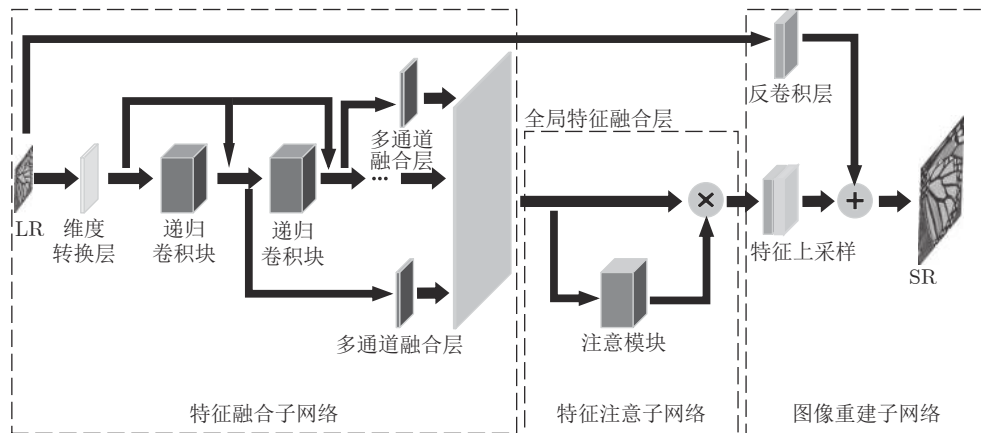 反卷积层
全局特征融合层
多通道
融合层
...
LR
维度
转换层
递归
卷积块
递归
卷积块
×
+
特征上采样
SR
注意模块
多通道融合层
特征融合子网络
特征注意子网络
图像重建子网络